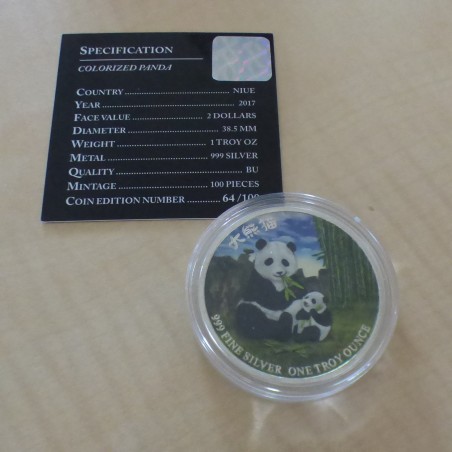 SPECIFICATION
COLORIZED PANDA
COUNTRY .......................... NIUE
YEAR ................................. 2017
FACE VALUE .................. 2 DOLLARS
DIAMETER ....................... 38.5 MM
WEIGHT ........................ 1 TROY OZ
METAL ........................ 999 SILVER
QUALITY ............................. BU
MINTAGE ................... 100 PIECES
COIN EDITION NUMBER .......... 64/100
大熊猫
999 FINE SILVER ONE TROY OUNCE